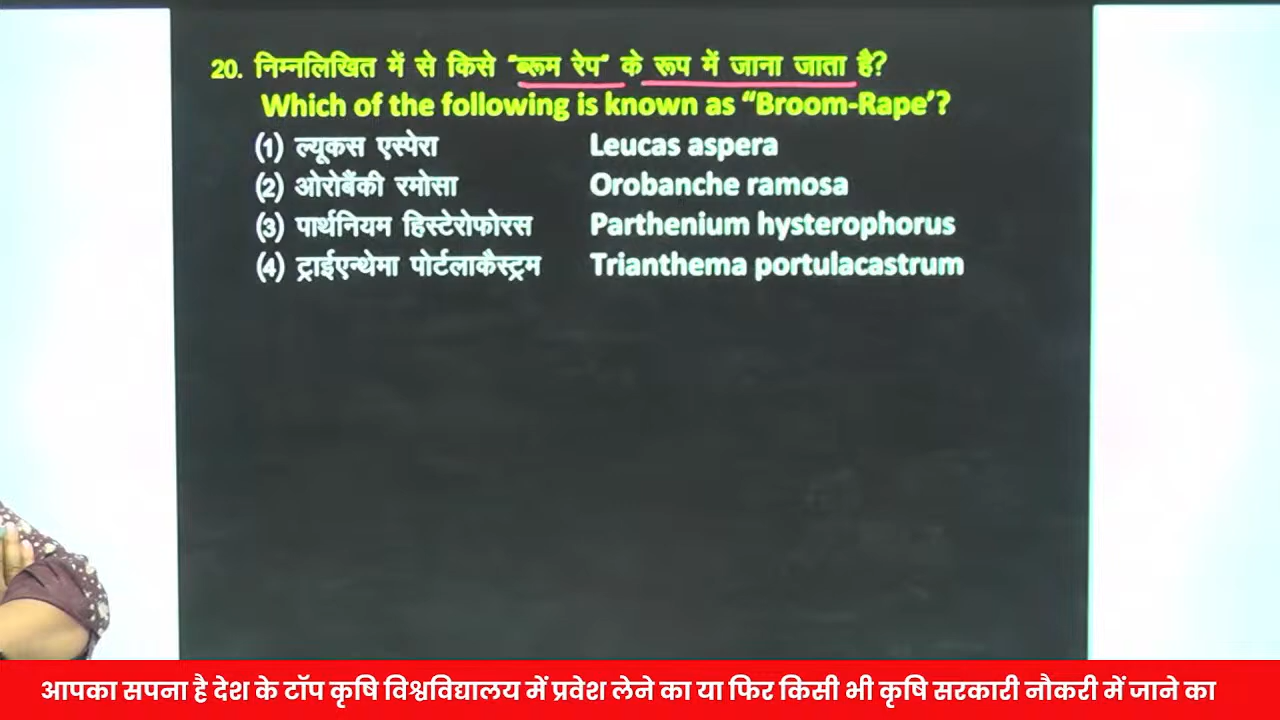 20. निम्नलिखित में से किसे "ब्रूम रेप" के रूप में जाना जाता है?
Which of the following is known as “Broom-Rape’?
(1) ल्यूकस एस्पेरा Leucas aspera
(2) ओरोबैंकी रमोसा Orobanche ramosa
(3) पार्थनियम हिस्टेरोफोरस Parthenium hysterophorus
(4) ट्राईएन्थेमा पोर्टलाकैस्ट्रम Trianthema portulacastrum
आपका सपना है देश के टॉप कृषि विश्वविद्यालय में प्रवेश लेने का या फिर किसी भी कृषि सरकारी नौकरी में जाने का